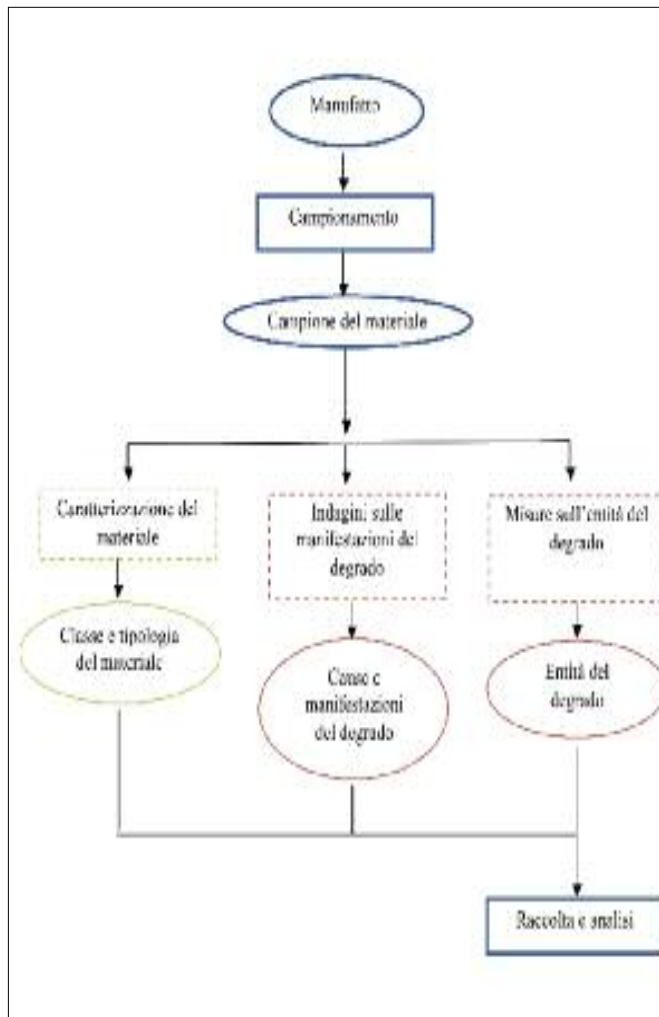 Manufatto
Campionamento
Campione del materiale
Caratterizzazione del
materiale
Indagini sulle
manifestazioni del
degrado
Misure sull'entità del
degrado
Classe e tipologia
del materiale
Cause e
manifestazioni
del degrado
Entità del
degrado
Raccolta e analisi